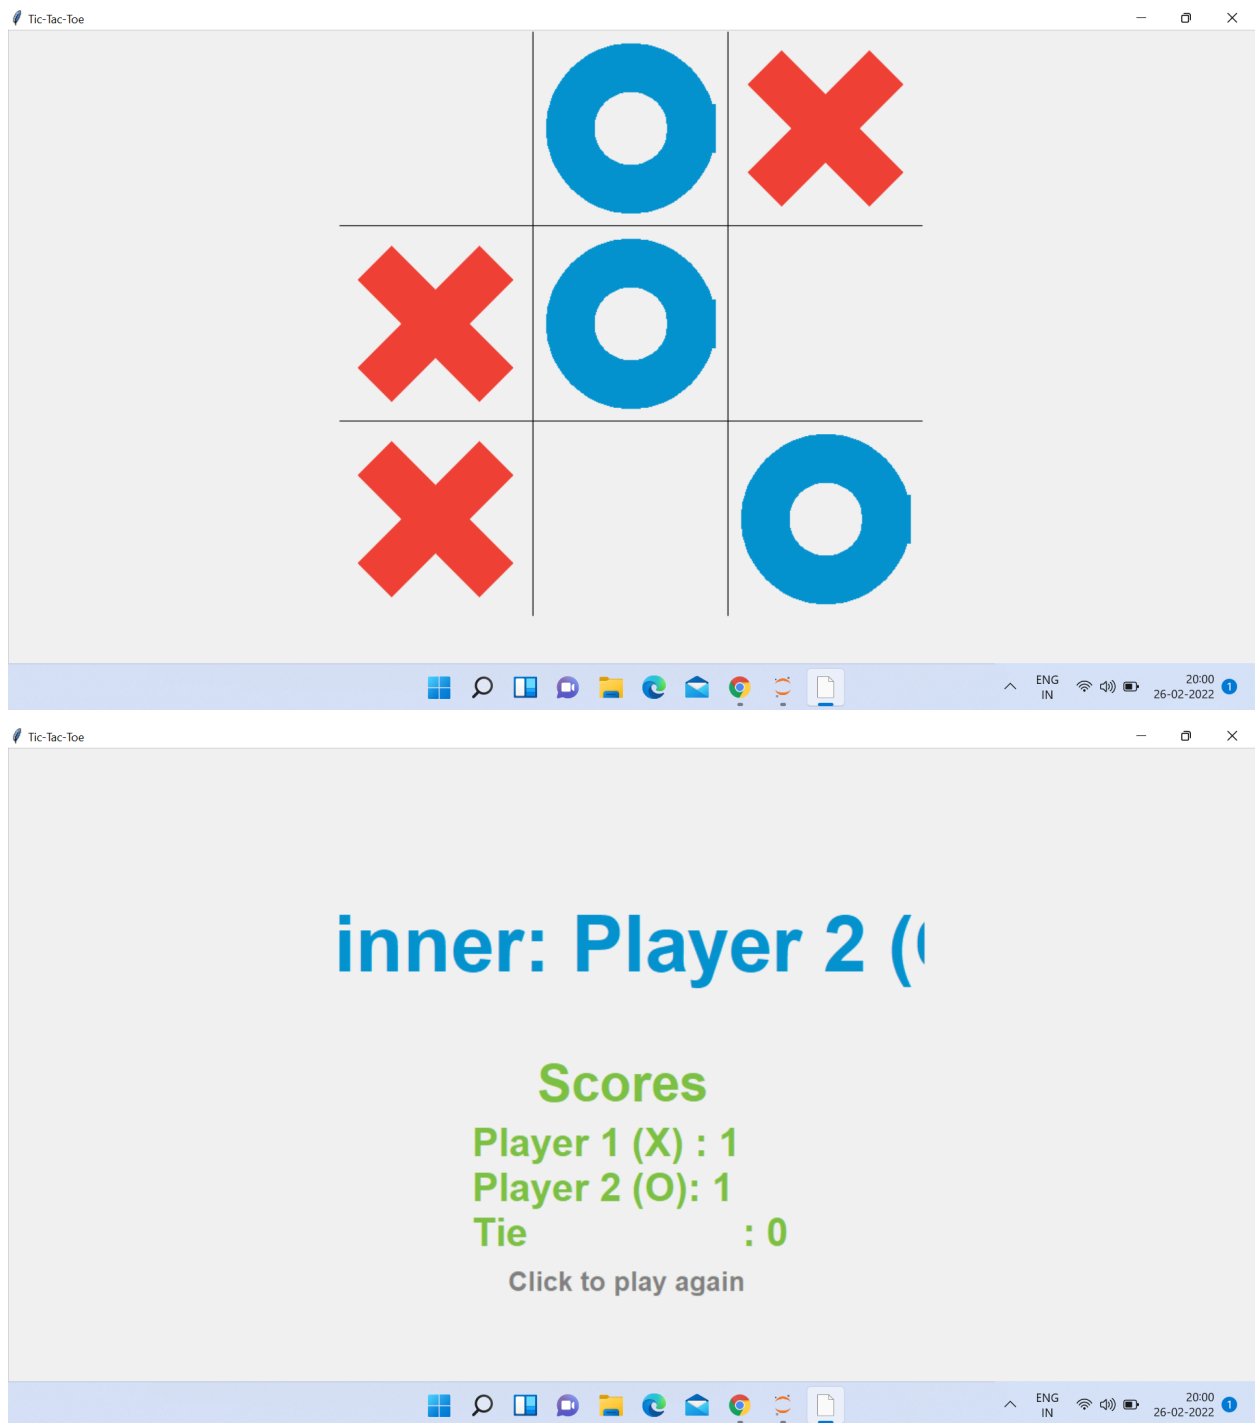 Tic-Tac-Toe
ENG
IN
20:00
26-02-2022
1
Tic-Tac-Toe
inner: Player 2 (
Scores
Player 1 (X) : 1
Player 2 (O): 1
Tie : 0
Click to play again
ENG
IN
20:00
26-02-2022
1